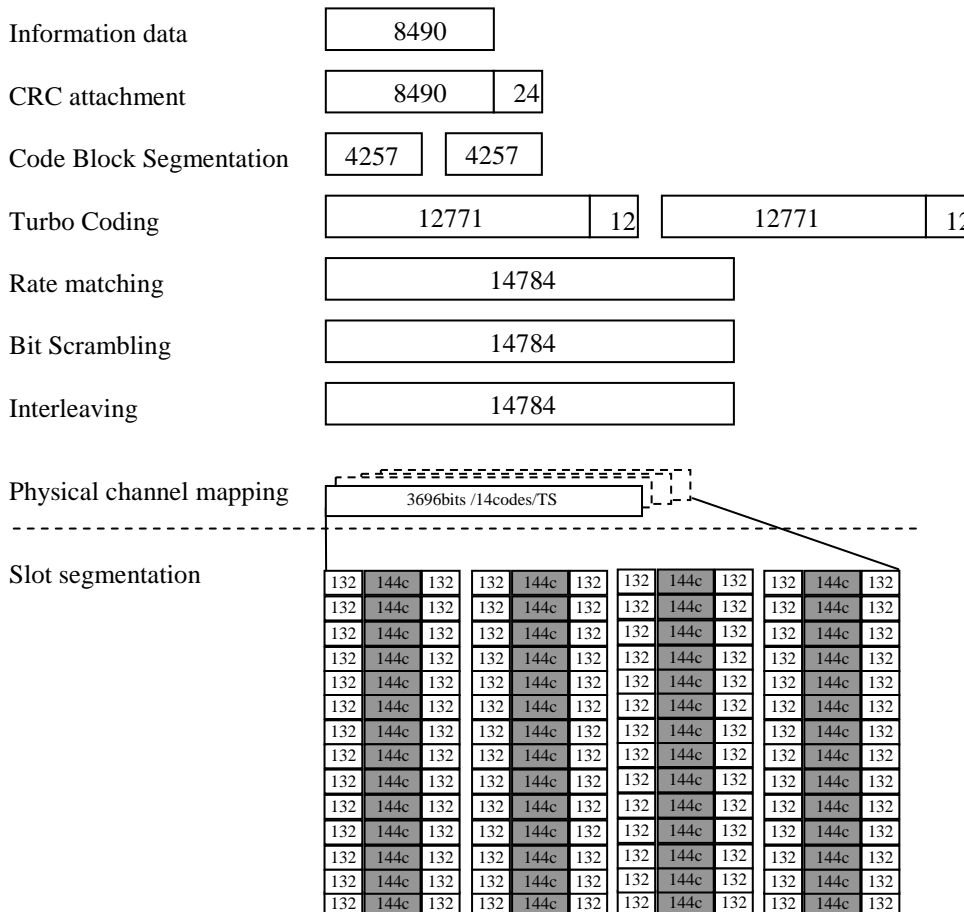 Information data 8490
CRC attachment 8490 24
Code Block Segmentation 4257 4257
Turbo Coding 12771 12 12771 12
Rate matching 14784
Bit Scrambling 14784
Interleaving 14784
Physical channel mapping 3696bits /14codes/TS
Slot segmentation
132 144c 132 132 144c 132 132 144c 132 132 144c 132
132 144c 132 132 144c 132 132 144c 132 132 144c 132
132 144c 132 132 144c 132 132 144c 132 132 144c 132
132 144c 132 132 144c 132 132 144c 132 132 144c 132
132 144c 132 132 144c 132 132 144c 132 132 144c 132
132 144c 132 132 144c 132 132 144c 132 132 144c 132
132 144c 132 132 144c 132 132 144c 132 132 144c 132
132 144c 132 132 144c 132 132 144c 132 132 144c 132
132 144c 132 132 144c 132 132 144c 132 132 144c 132
132 144c 132 132 144c 132 132 144c 132 132 144c 132
132 144c 132 132 144c 132 132 144c 132 132 144c 132
132 144c 132 132 144c 132 132 144c 132 132 144c 132
132 144c 132 132 144c 132 132 144c 132 132 144c 132
132 144c 132 132 144c 132 132 144c 132 132 144c 132